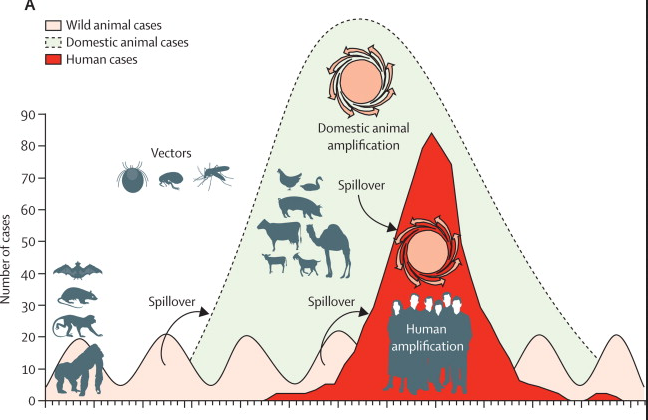 A
Wild animal cases
Domestic animal cases
Human cases
Number of cases
90
80
70
60
50
40
30
20
10
0
Vectors
Domestic animal
amplification
Spillover
Spillover
Spillover
Human
amplification